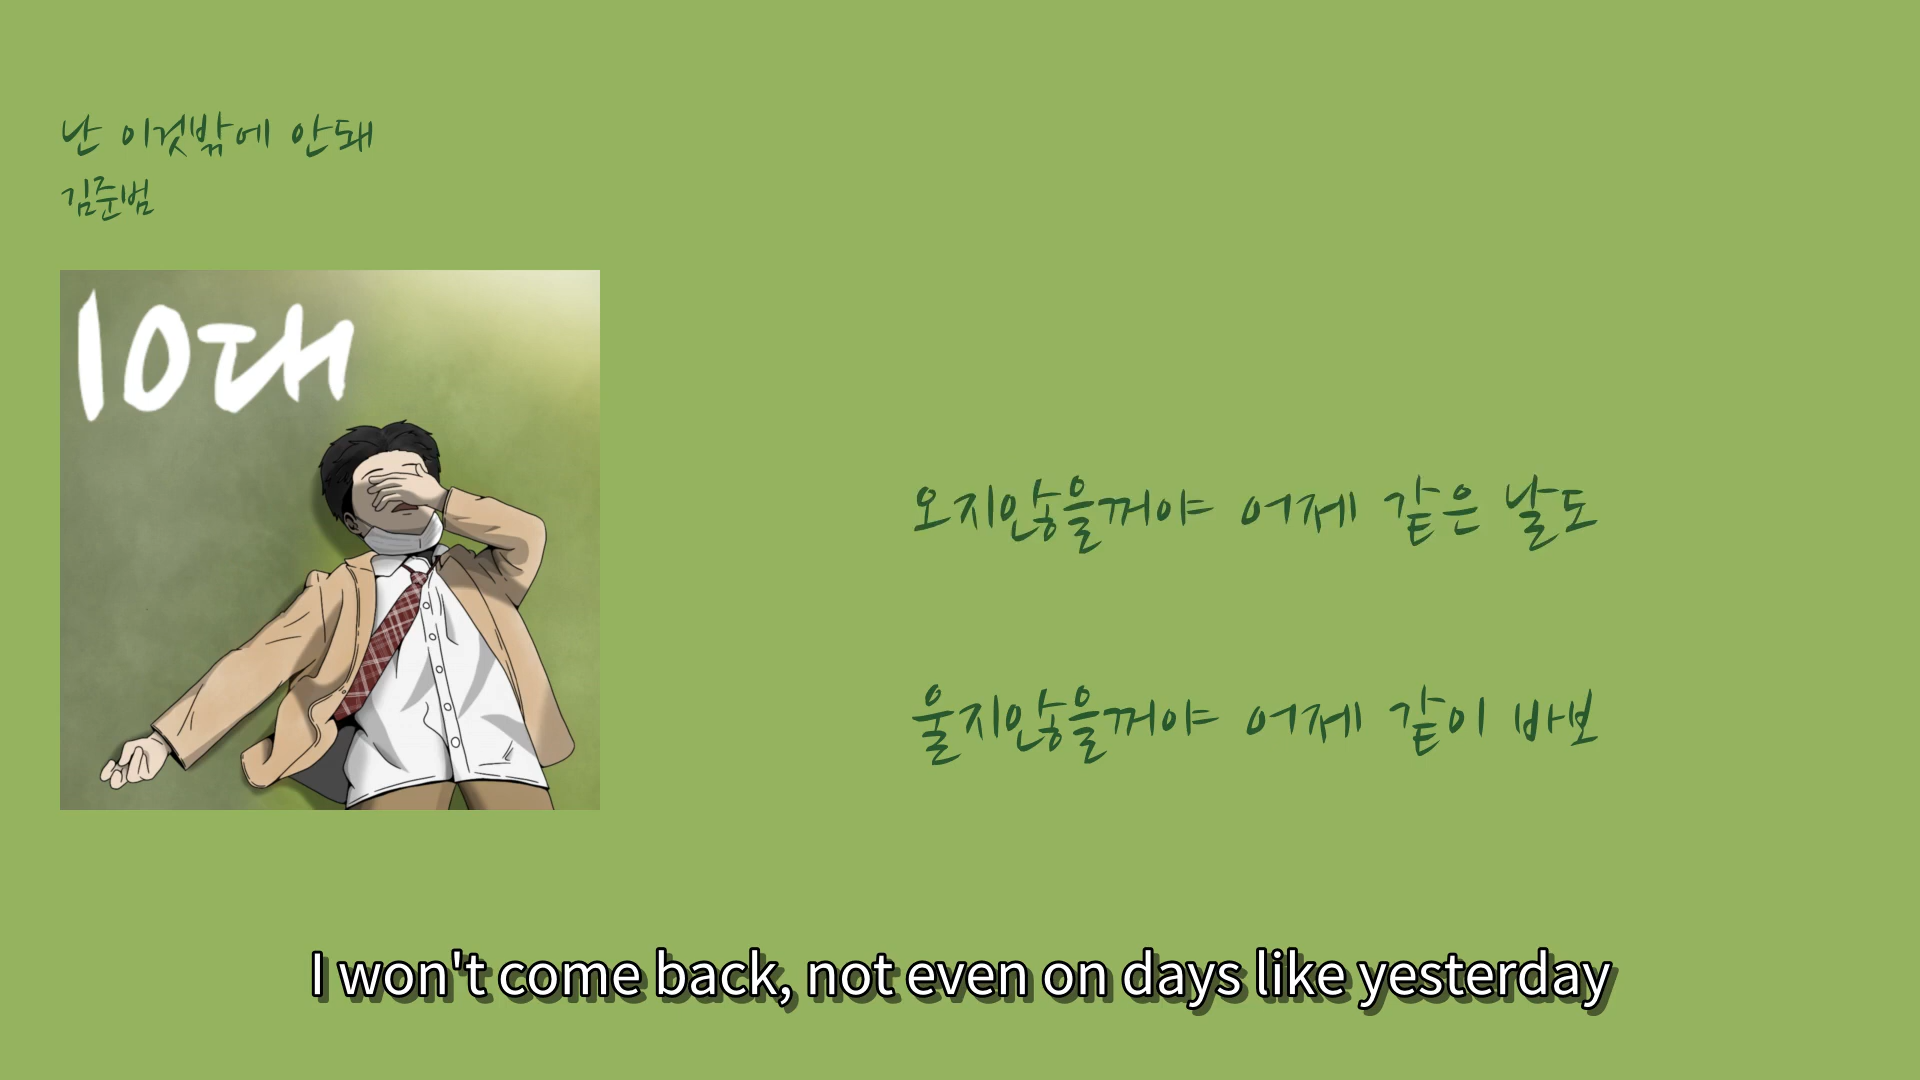 난 이것밖에 안돼
김준범
10대
오지않을꺼야 어제 같은 날도
울지않을꺼야 어제 같이 바보
I won't come back, not even on days like yesterday